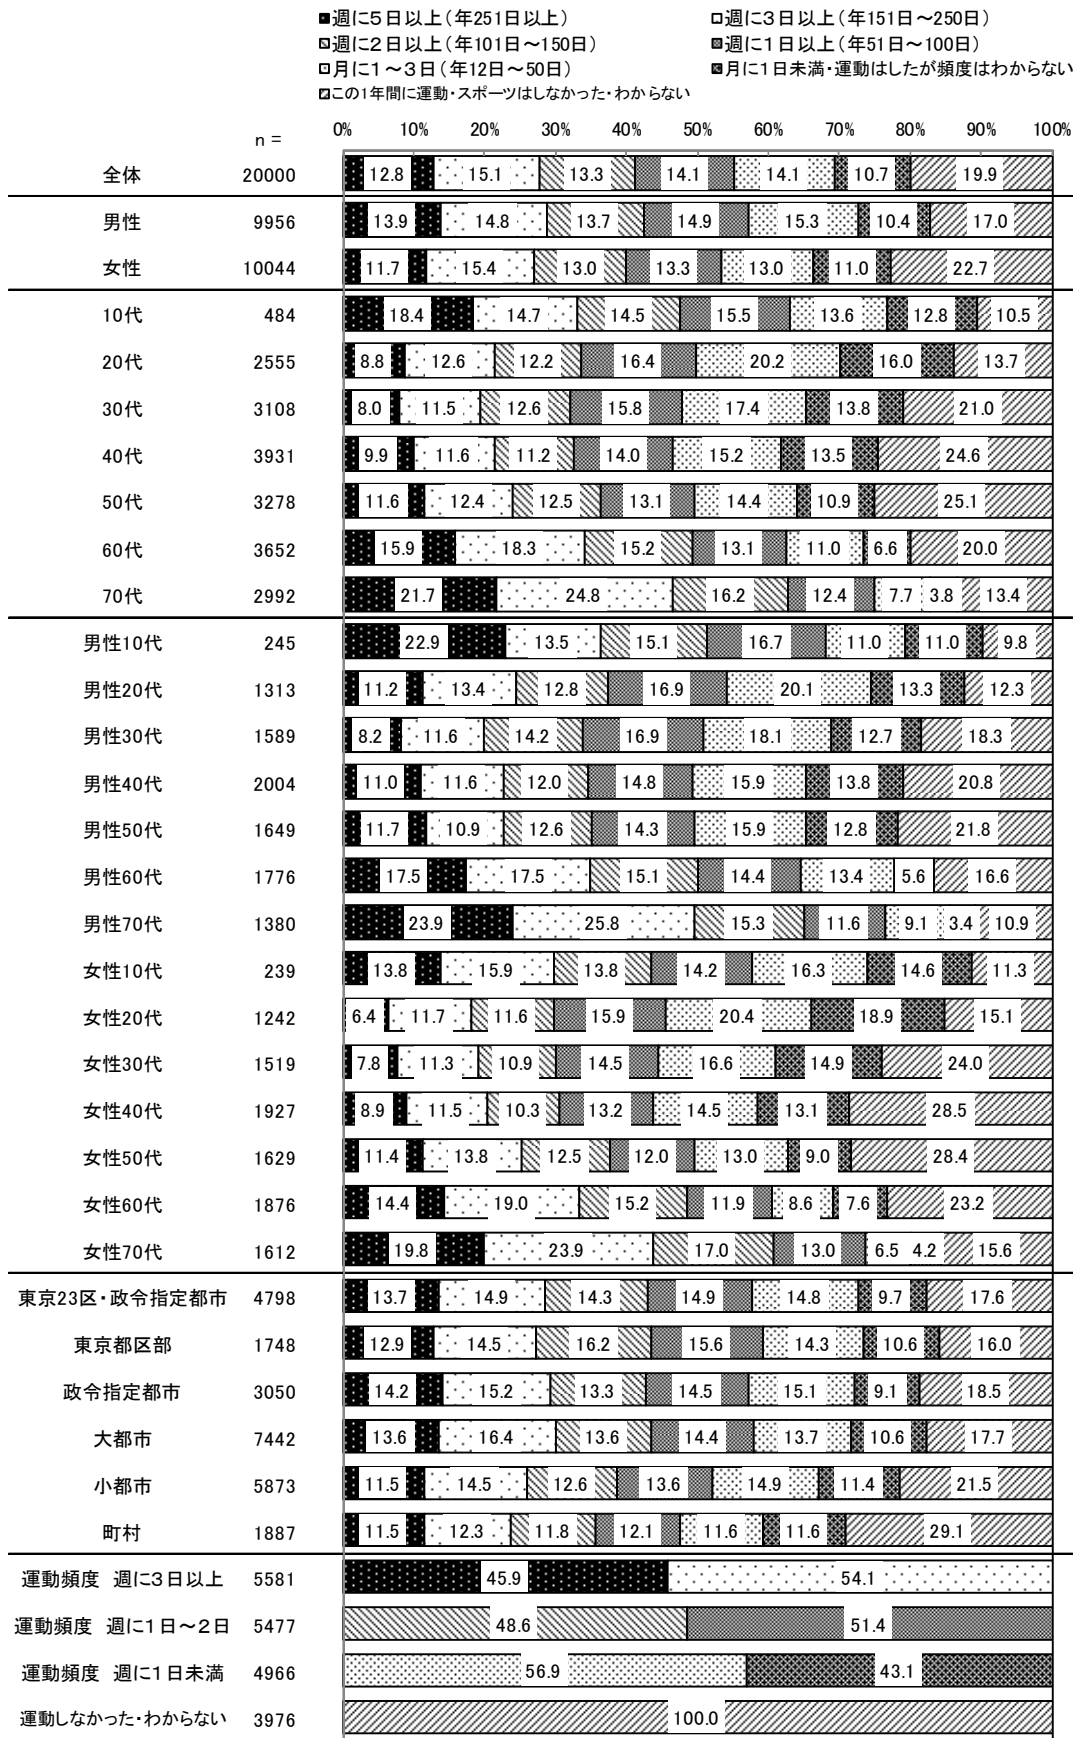 ■週に5日以上(年251日以上) □週に3日以上(年151日～250日)
週に2日以上(年101日～150日) 週に1日以上(年51日～100日)
月に1～3日(年12日～50日) 月に1日未満・運動はしたが頻度はわからない
この1年間に運動・スポーツはしなかった・わからない
n = 0% 10% 20% 30% 40% 50% 60% 70% 80% 90% 100%
全体 20000 12.8 15.1 13.3 14.1 14.1 10.7 19.9
男性 9956 13.9 14.8 13.7 14.9 15.3 10.4 17.0
女性 10044 11.7 15.4 13.0 13.3 13.0 11.0 22.7
10代 484 18.4 14.7 14.5 15.5 13.6 12.8 10.5
20代 2555 8.8 12.6 12.2 16.4 20.2 16.0 13.7
30代 3108 8.0 11.5 12.6 15.8 17.4 13.8 21.0
40代 3931 9.9 11.6 11.2 14.0 15.2 13.5 24.6
50代 3278 11.6 12.4 12.5 13.1 14.4 10.9 25.1
60代 3652 15.9 18.3 15.2 13.1 11.0 6.6 20.0
70代 2992 21.7 24.8 16.2 12.4 7.7 3.8 13.4
男性10代 245 22.9 13.5 15.1 16.7 11.0 11.0 9.8
男性20代 1313 11.2 13.4 12.8 16.9 20.1 13.3 12.3
男性30代 1589 8.2 11.6 14.2 16.9 18.1 12.7 18.3
男性40代 2004 11.0 11.6 12.0 14.8 15.9 13.8 20.8
男性50代 1649 11.7 10.9 12.6 14.3 15.9 12.8 21.8
男性60代 1776 17.5 17.5 15.1 14.4 13.4 5.6 16.6
男性70代 1380 23.9 25.8 15.3 11.6 9.1 3.4 10.9
女性10代 239 13.8 15.9 13.8 14.2 16.3 14.6 11.3
女性20代 1242 6.4 11.7 11.6 15.9 20.4 18.9 15.1
女性30代 1519 7.8 11.3 10.9 14.5 16.6 14.9 24.0
女性40代 1927 8.9 11.5 10.3 13.2 14.5 13.1 28.5
女性50代 1629 11.4 13.8 12.5 12.0 13.0 9.0 28.4
女性60代 1876 14.4 19.0 15.2 11.9 8.6 7.6 23.2
女性70代 1612 19.8 23.9 17.0 13.0 6.5 4.2 15.6
東京23区・政令指定都市 4798 13.7 14.9 14.3 14.9 14.8 9.7 17.6
東京都区部 1748 12.9 14.5 16.2 15.6 14.3 10.6 16.0
政令指定都市 3050 14.2 15.2 13.3 14.5 15.1 9.1 18.5
大都市 7442 13.6 16.4 13.6 14.4 13.7 10.6 17.7
小都市 5873 11.5 14.5 12.6 13.6 14.9 11.4 21.5
町村 1887 11.5 12.3 11.8 12.1 11.6 11.6 29.1
運動頻度 週に3日以上 5581 45.9 54.1
運動頻度 週に1日～2日 5477 48.6 51.4
運動頻度 週に1日未満 4966 56.9 43.1
運動しなかった・わからない 3976 100.0